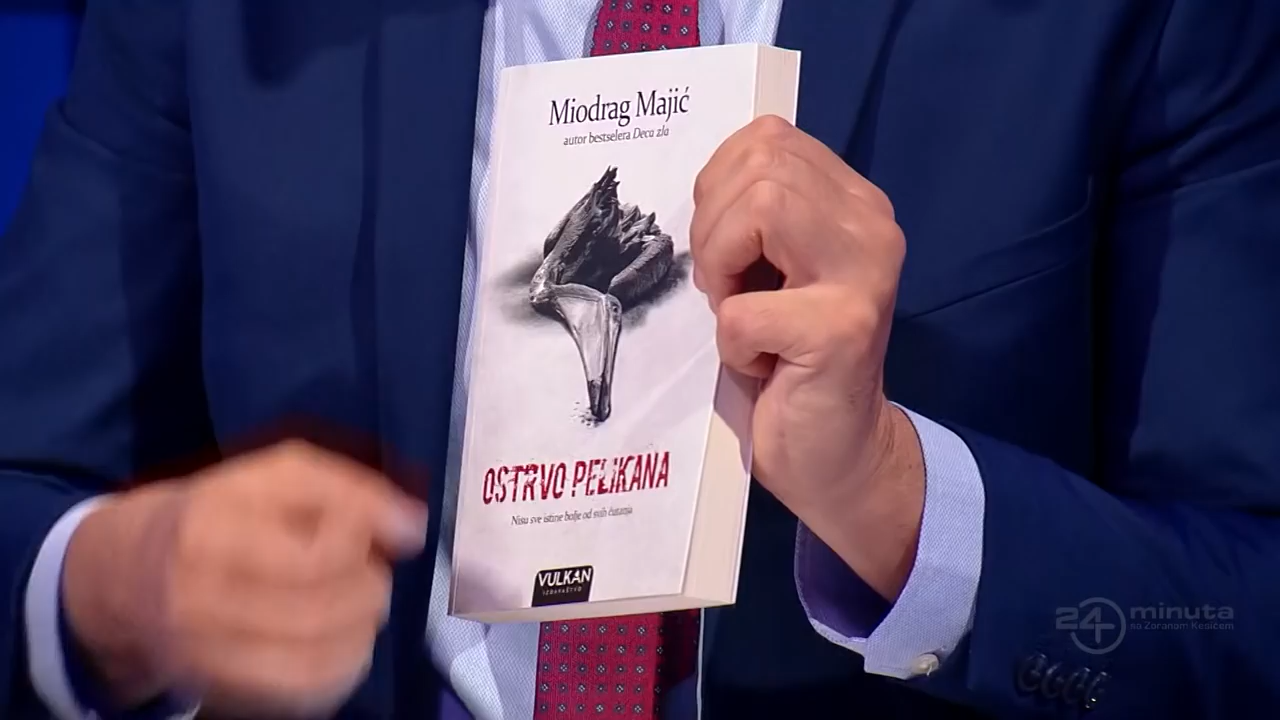 Miodrag Majić
autor bestselera Deca zla
OSTRVO PELIKANA
Nisu sve istine bolje od svih ćutanja
VULKAN
IZDAVAŠTVO
24 minuta
sa Zoranom Kesićem